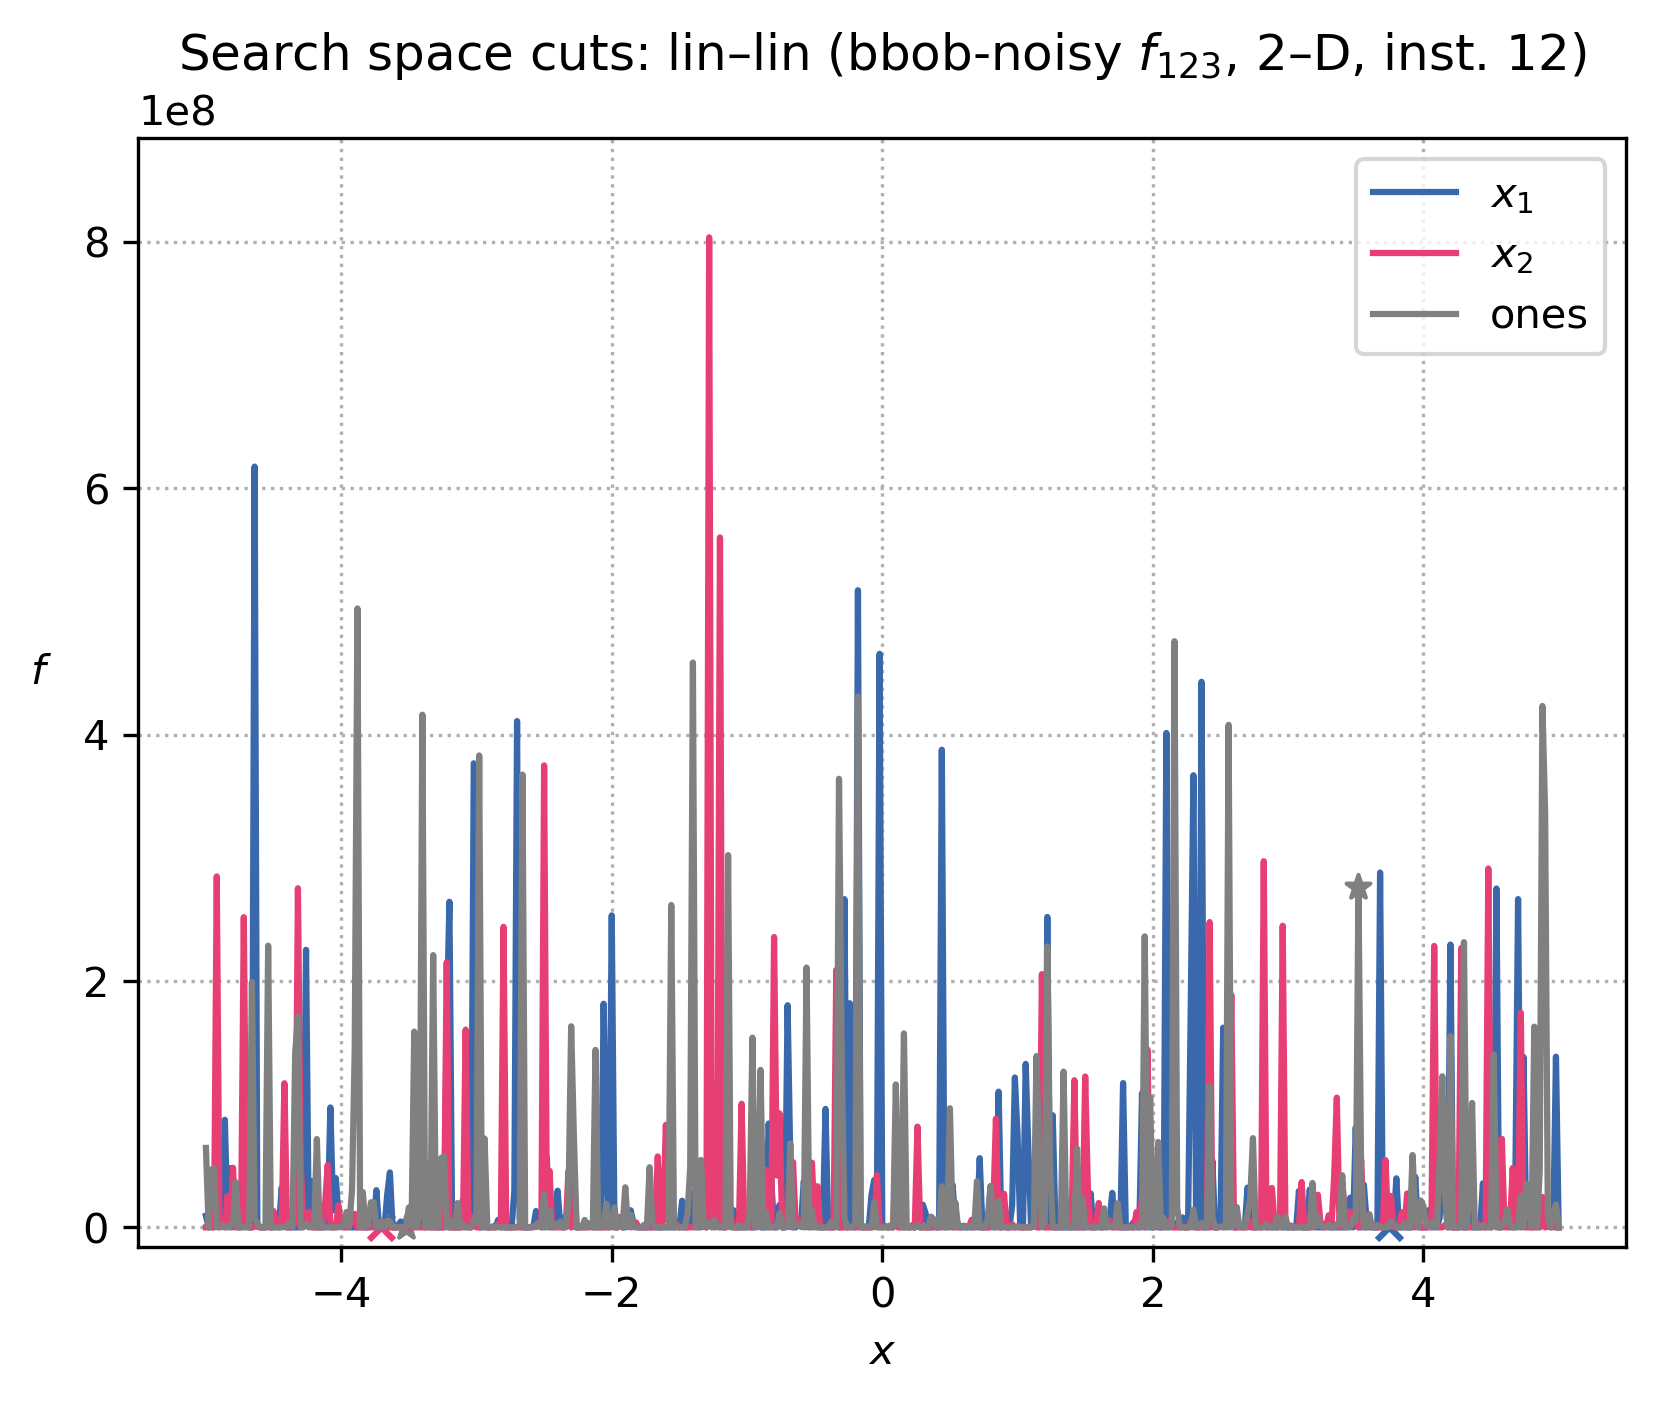 Search space cuts: lin–lin (bbob-noisy f₁₂₃, 2–D, inst. 12)
1e8
8
6
4
2
0
f
−4
−2
0
2
4
x
x₁
x₂
ones